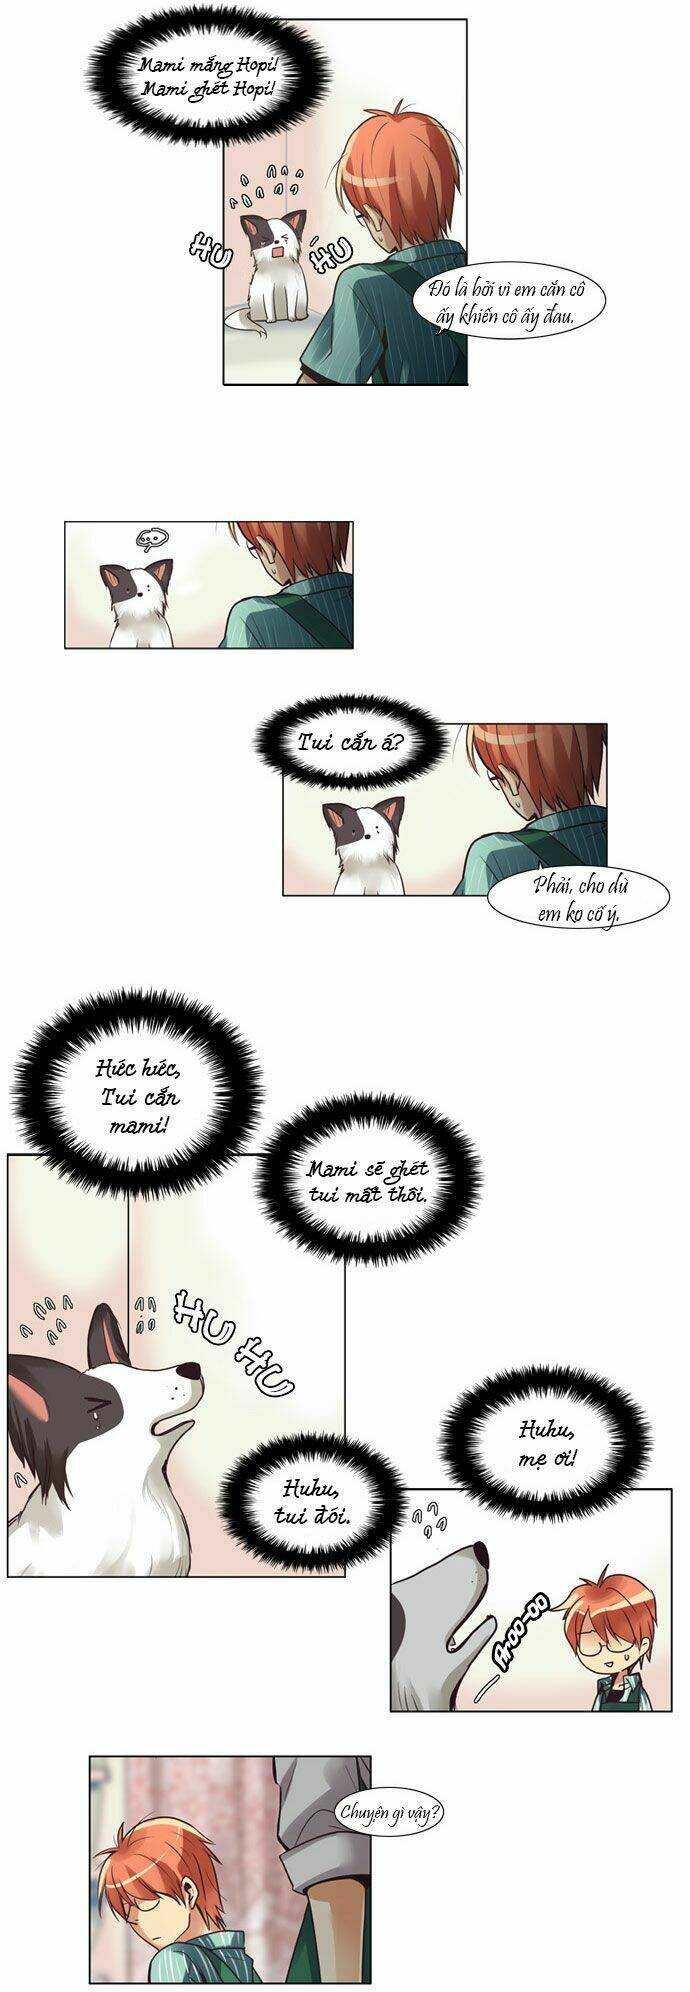 Mami mắng Hopi!
Mami ghét Hopi!
HU
HU
Đó là bởi vì em cắn cô
ấy khiến cô ấy đau.
...
Tui cắn á?
Phải, cho dù
em ko cố ý.
Hức hức,
Tui cắn
mami!
Mami sẽ ghét
tui mất thôi.
HU HU
Huhu,
tui đói.
Huhu,
mẹ ơi!
Ar-oo-oo
Chuyện gì vậy?